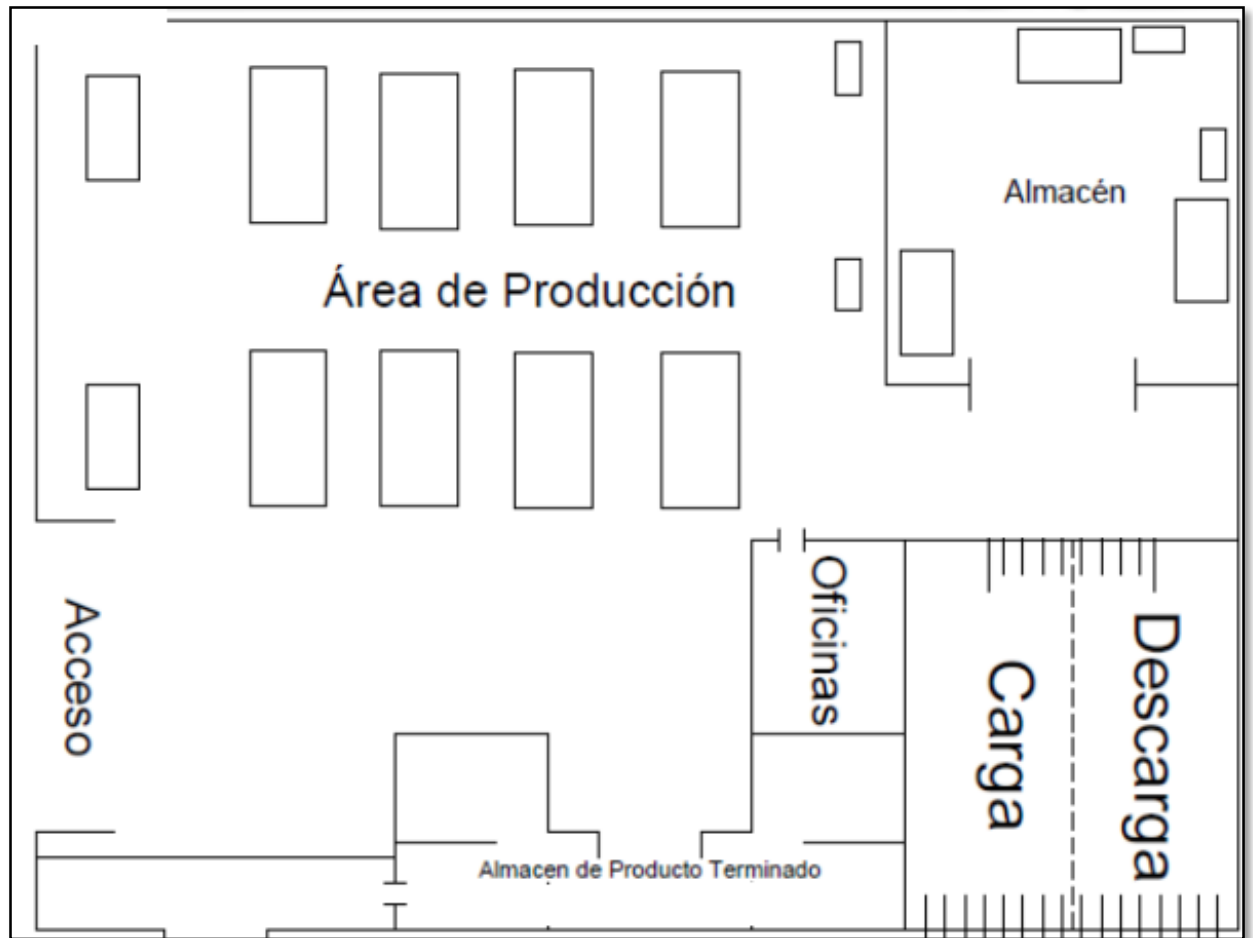 Almacén
Área de Producción
Acceso
Oficinas
Carga
Descarga
Almacen de Producto Terminado